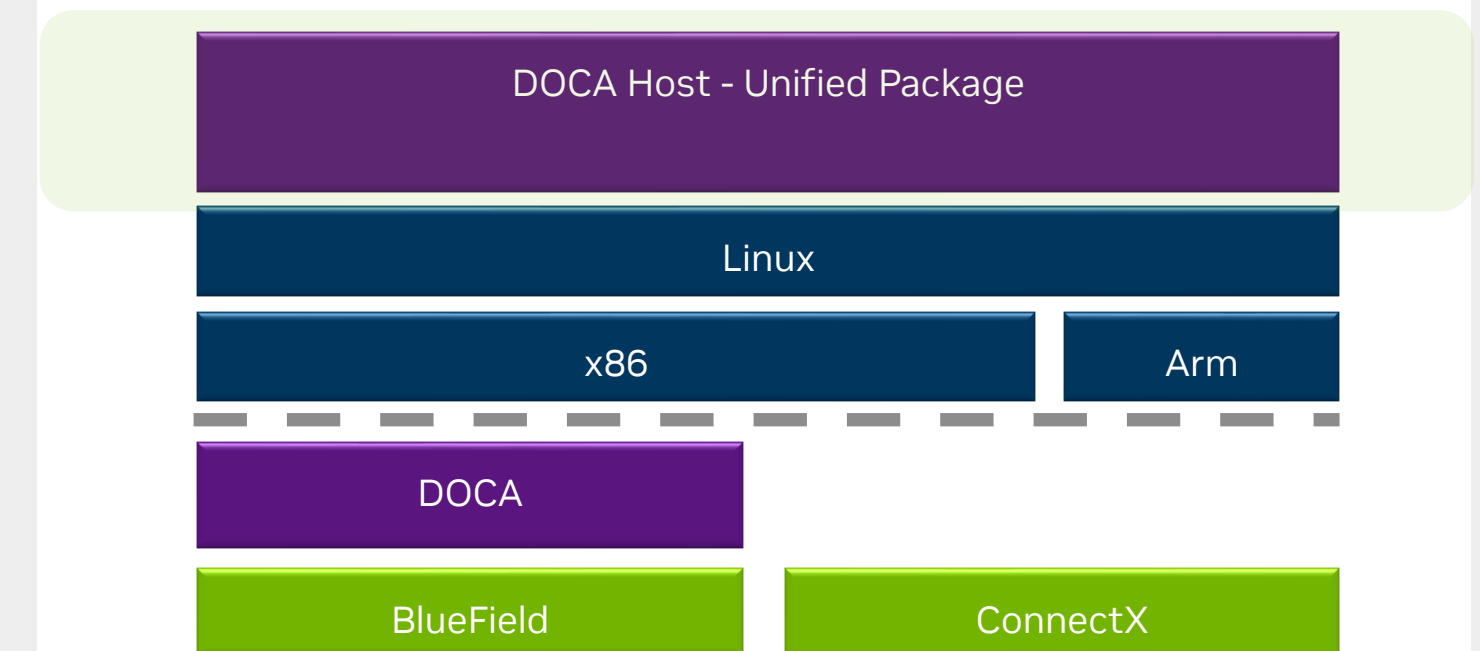 DOCA Host - Unified Package
Linux
x86
Arm
DOCA
BlueField
ConnectX